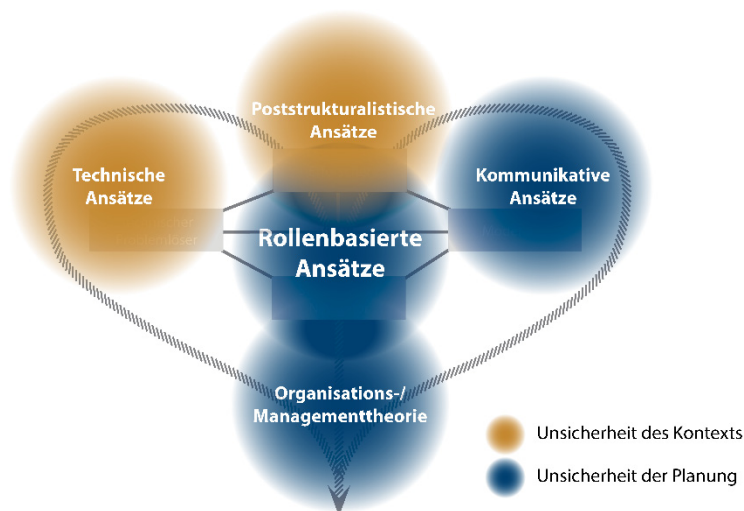 Poststrukturalistische
Ansätze
Technische
Ansätze
Kommunikative
Ansätze
Rollenbasierte
Ansätze
Organisations-/
Managementtheorie
Unsicherheit des Kontexts
Unsicherheit der Planung